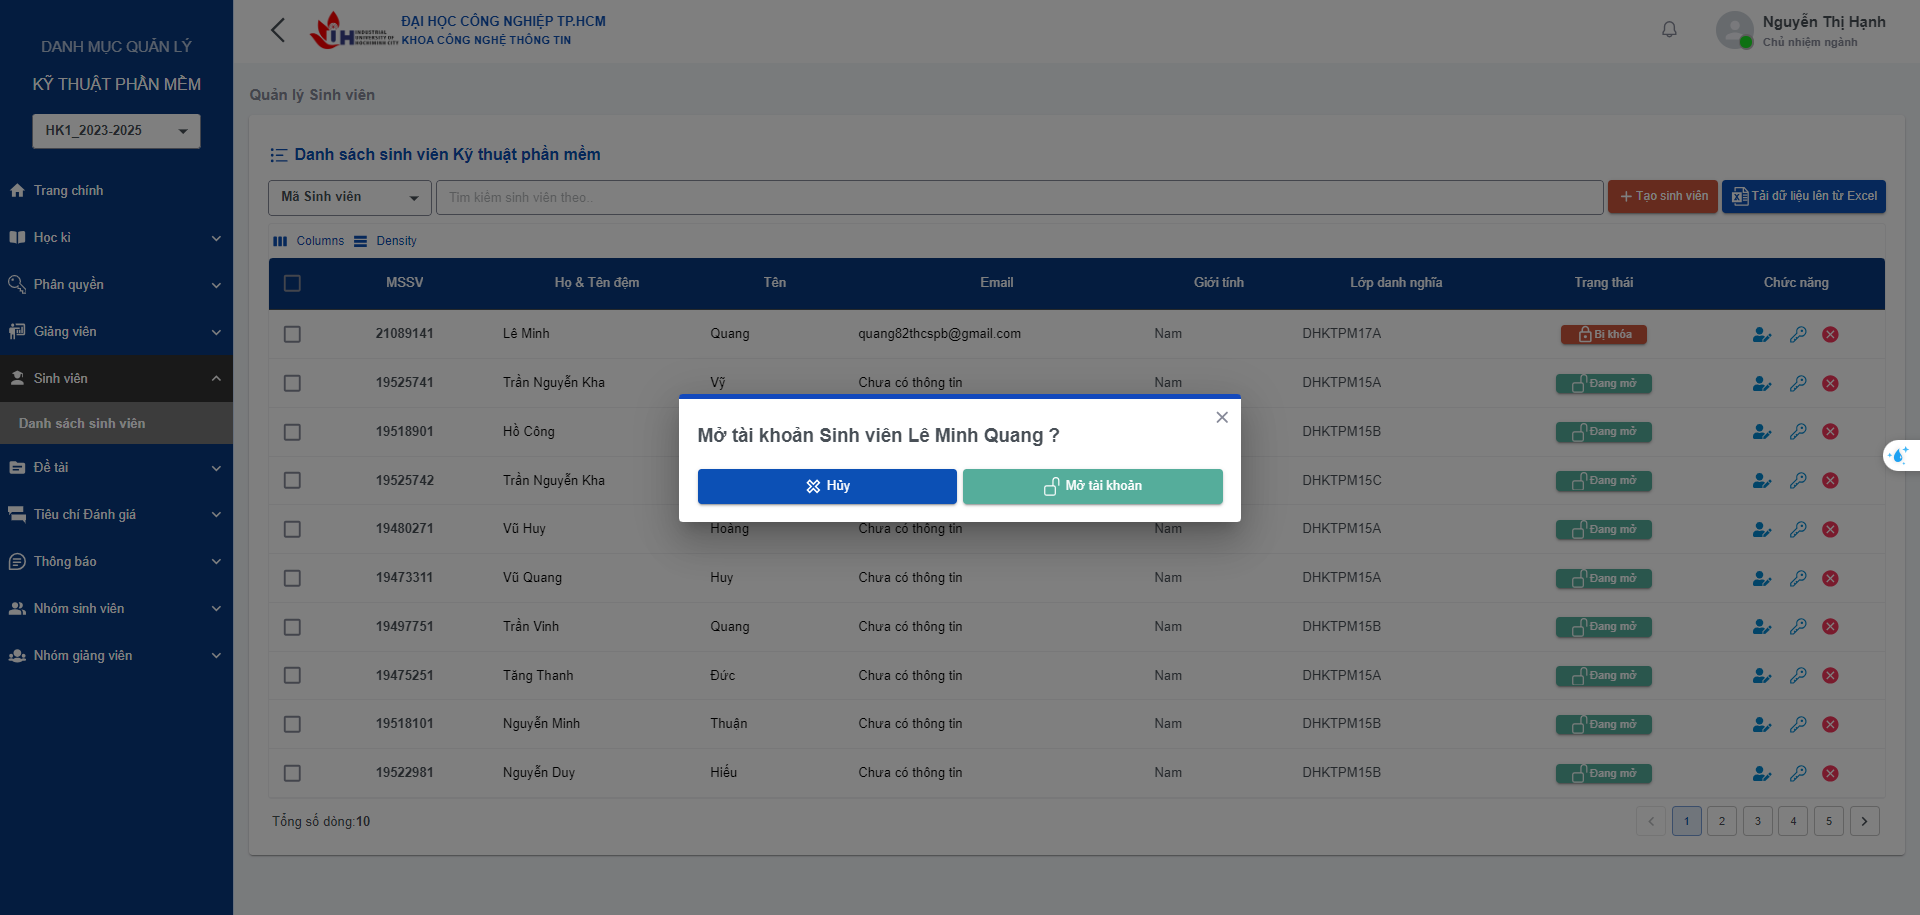 DANH MỤC QUẢN LÝ
KỸ THUẬT PHẦN MỀM
HK1_2023-2025
Trang chính
Học kì
Phân quyền
Giảng viên
Sinh viên
Danh sách sinh viên
Đề tài
Tiêu chí Đánh giá
Thông báo
Nhóm sinh viên
Nhóm giảng viên
IUH INDUSTRIAL UNIVERSITY OF HOCHIMINH CITY
ĐẠI HỌC CÔNG NGHIỆP TP.HCM
KHOA CÔNG NGHỆ THÔNG TIN
Nguyễn Thị Hạnh
Chủ nhiệm ngành
Quản lý Sinh viên
Danh sách sinh viên Kỹ thuật phần mềm
Mã Sinh viên Tìm kiếm sinh viên theo.. Tạo sinh viên Tải dữ liệu lên từ Excel
Columns Density
MSSV Họ & Tên đệm Tên Email Giới tính Lớp danh nghĩa Trạng thái Chức năng
21089141 Lê Minh Quang quang82thcspb@gmail.com Nam DHKTPM17A Bị khóa
19525741 Trần Nguyễn Kha Vỹ Chưa có thông tin Nam DHKTPM15A Đang mở
19518901 Hồ Công DHKTPM15B Đang mở
19525742 Trần Nguyễn Kha DHKTPM15C Đang mở
19480271 Vũ Huy Hoàng Chưa có thông tin Nam DHKTPM15A Đang mở
19473311 Vũ Quang Huy Chưa có thông tin Nam DHKTPM15A Đang mở
19497751 Trần Vinh Quang Chưa có thông tin Nam DHKTPM15B Đang mở
19475251 Tăng Thanh Đức Chưa có thông tin Nam DHKTPM15A Đang mở
19518101 Nguyễn Minh Thuận Chưa có thông tin Nam DHKTPM15B Đang mở
19522981 Nguyễn Duy Hiếu Chưa có thông tin Nam DHKTPM15B Đang mở
Tổng số dòng:10 1 2 3 4 5
Mở tài khoản Sinh viên Lê Minh Quang ?
Hủy Mở tài khoản